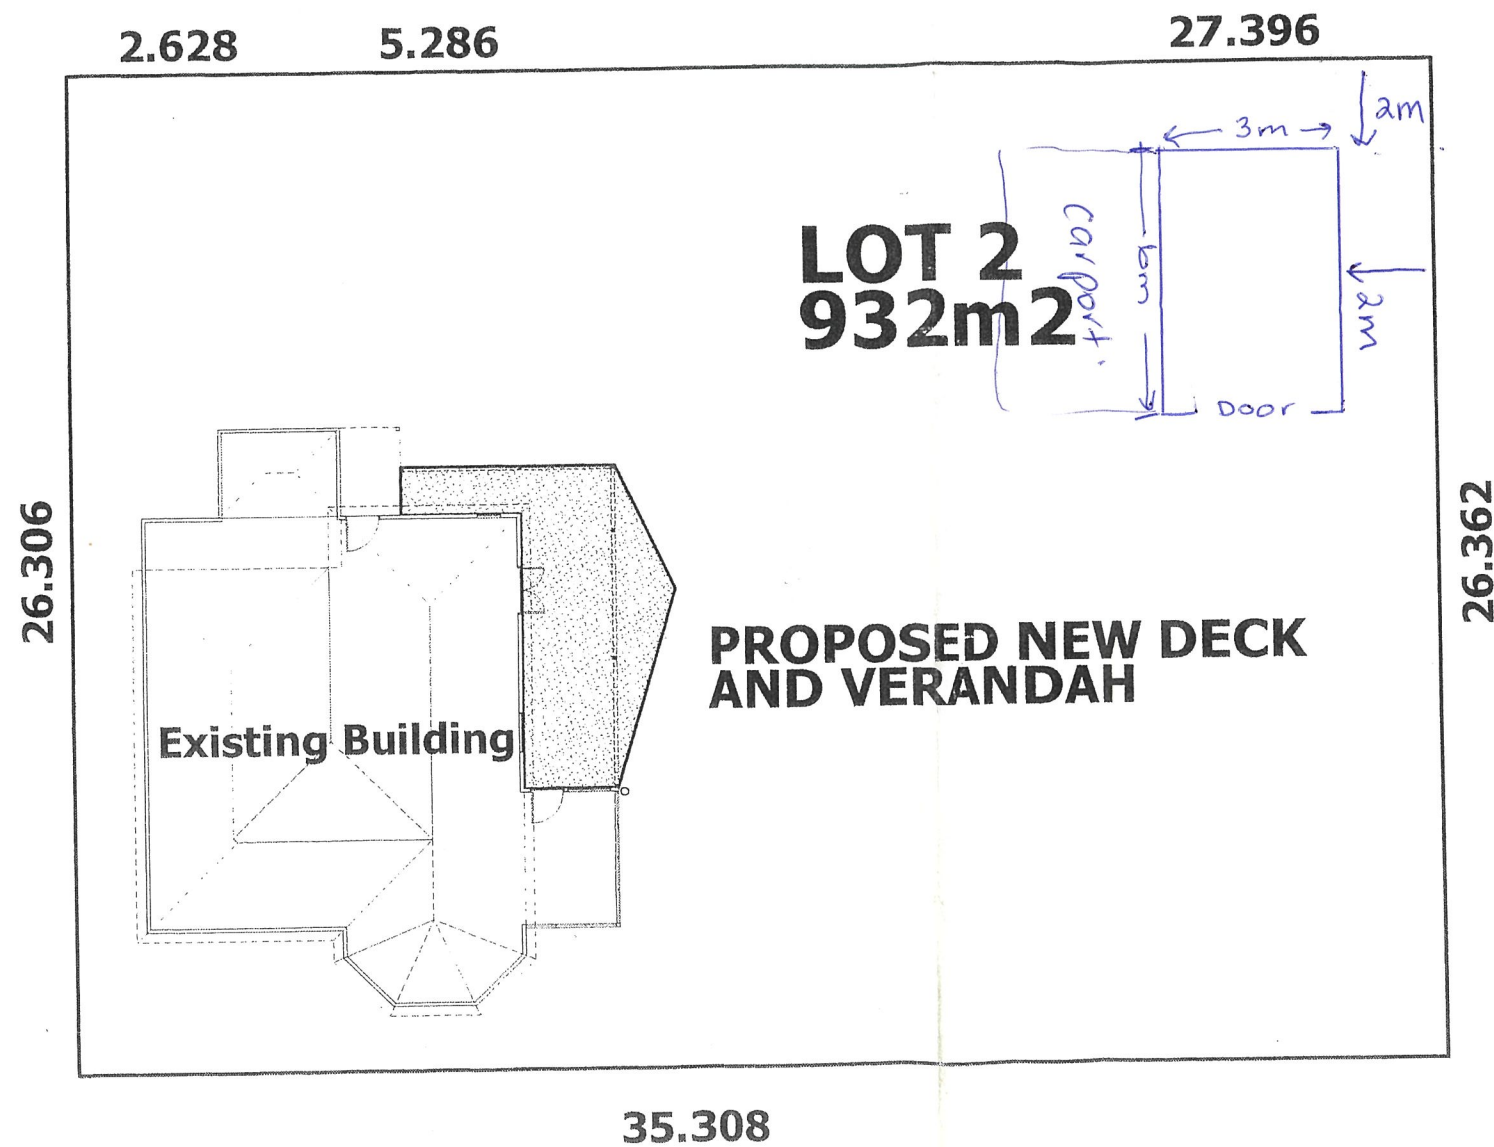 2.628 5.286 27.396
2m
3m
LOT 2
932m2
carport
6m
2m
Door
26.306
26.362
PROPOSED NEW DECK
AND VERANDAH
Existing Building
35.308